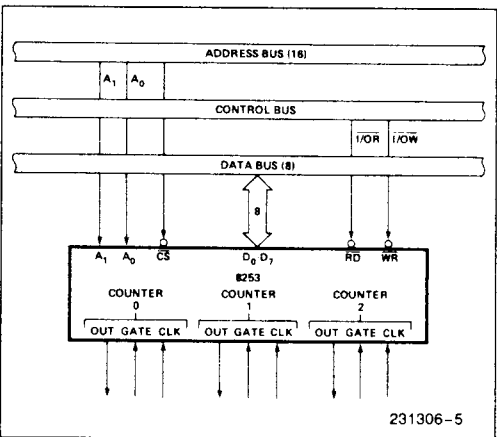 ADDRESS BUS (16)
A₁ A₀
CONTROL BUS
I/OR I/OW
DATA BUS (8)
8
A₁ A₀ CS D₀ D₇ RD WR
8253
COUNTER 0
COUNTER 1
COUNTER 2
OUT GATE CLK
OUT GATE CLK
OUT GATE CLK
231306-5